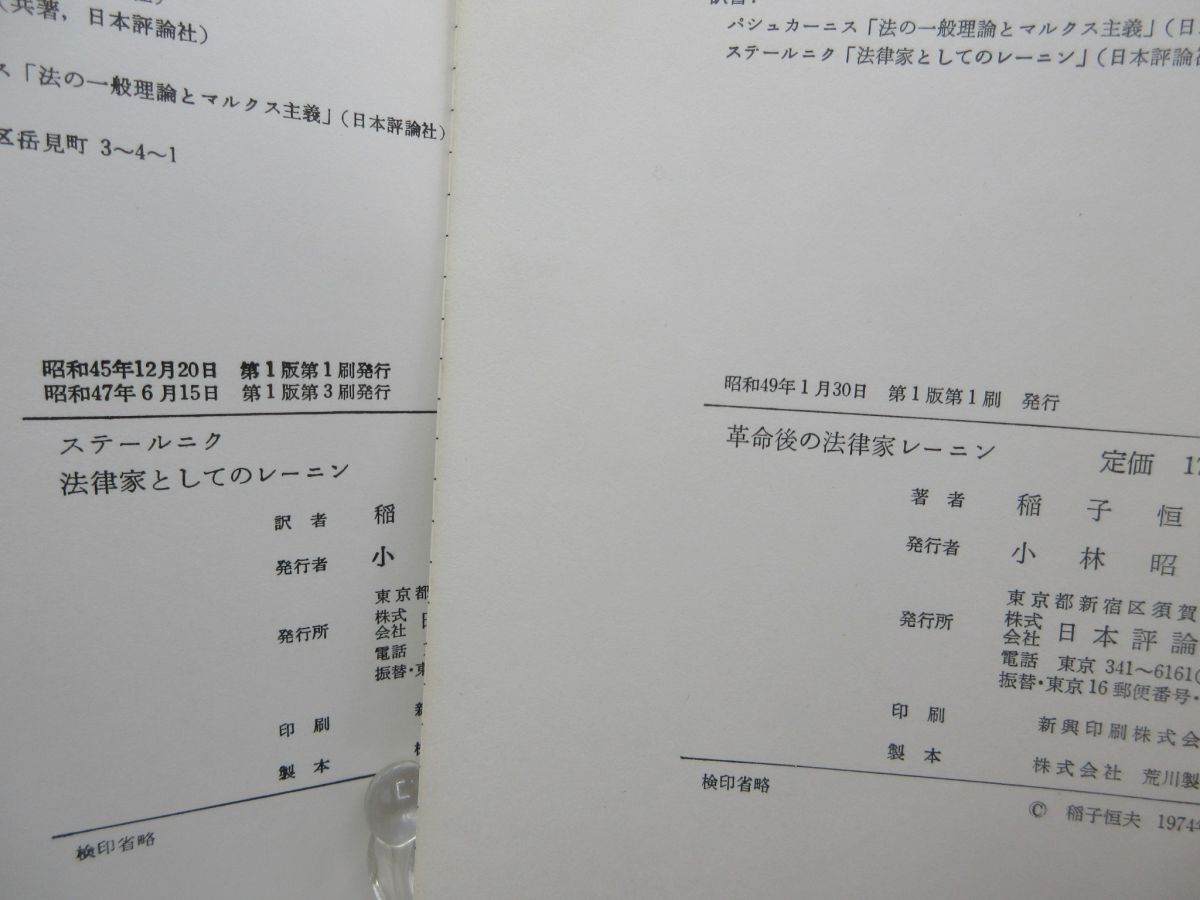 (共著, 日本評論社)
ス「法の一般理論とマルクス主義」(日本評論社)
区岳見町 3〜4〜1
昭和45年12月20日 第1版第1刷発行
昭和47年6月15日 第1版第3刷発行
ステールニク
法律家としてのレーニン
訳者 稲
発行者 小
発行所
東京都
株式
会社
電話
振替・東
印刷 新
製本 株
検印省略
パシュカーニス「法の一般理論とマルクス主義」(日
ステールニク「法律家としてのレーニン」(日本評論社
昭和49年1月30日 第1版第1刷 発行
革命後の法律家レーニン
定価
著者 稲子恒
発行者 小林昭
発行所
東京都新宿区須賀
株式
会社 日本評論
電話 東京 341〜6161(
振替・東京16 郵便番号・
印刷 新興印刷株式会
製本 株式会社 荒川製
検印省略
© 稲子恒夫 1974年